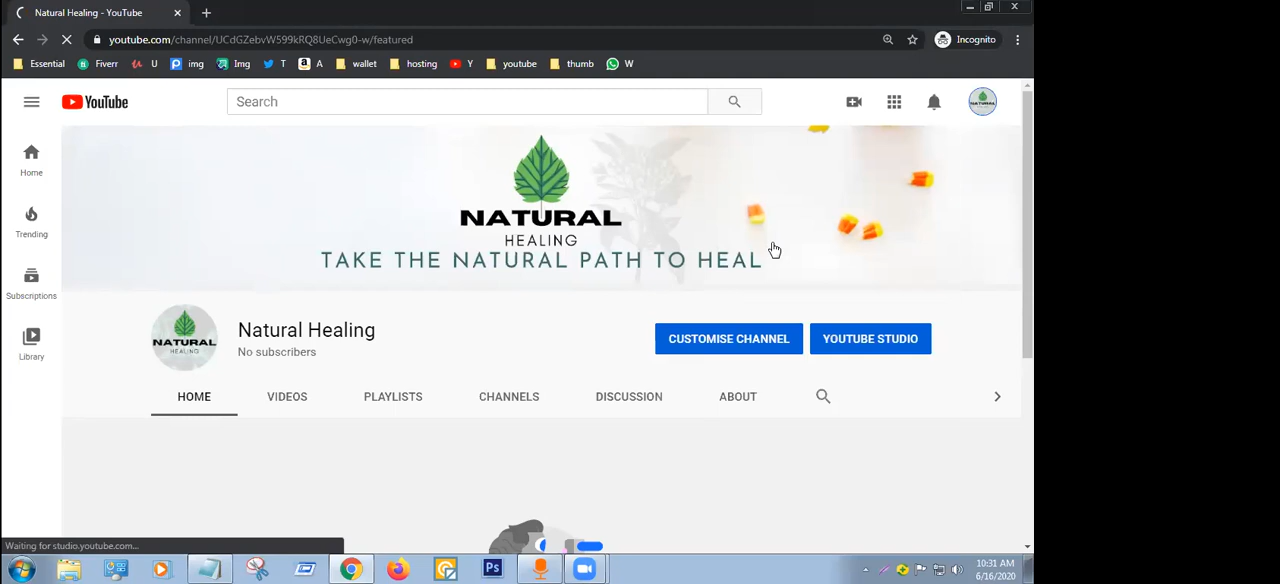 Natural Healing - YouTube
youtube.com/channel/UCdGZebvW599kRQ8UeCwg0-w/featured
Incognito
Essential Fiverr U img Img T A wallet hosting Y youtube thumb W
YouTube
Search
Home
Trending
Subscriptions
Library
NATURAL
HEALING
TAKE THE NATURAL PATH TO HEAL
NATURAL
HEALING
Natural Healing
No subscribers
CUSTOMISE CHANNEL YOUTUBE STUDIO
HOME VIDEOS PLAYLISTS CHANNELS DISCUSSION ABOUT
Waiting for studio.youtube.com...
Ps
10:31 AM
6/16/2020